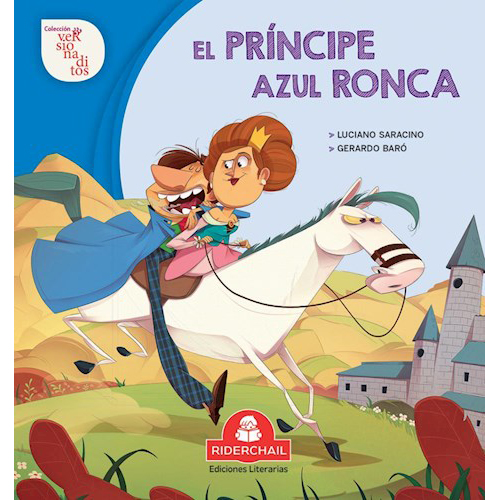 Colección
veR
sio
na
di
tos
EL PRÍNCIPE
AZUL RONCA
> LUCIANO SARACINO
> GERARDO BARÓ
RIDERCHAIL
Ediciones Literarias